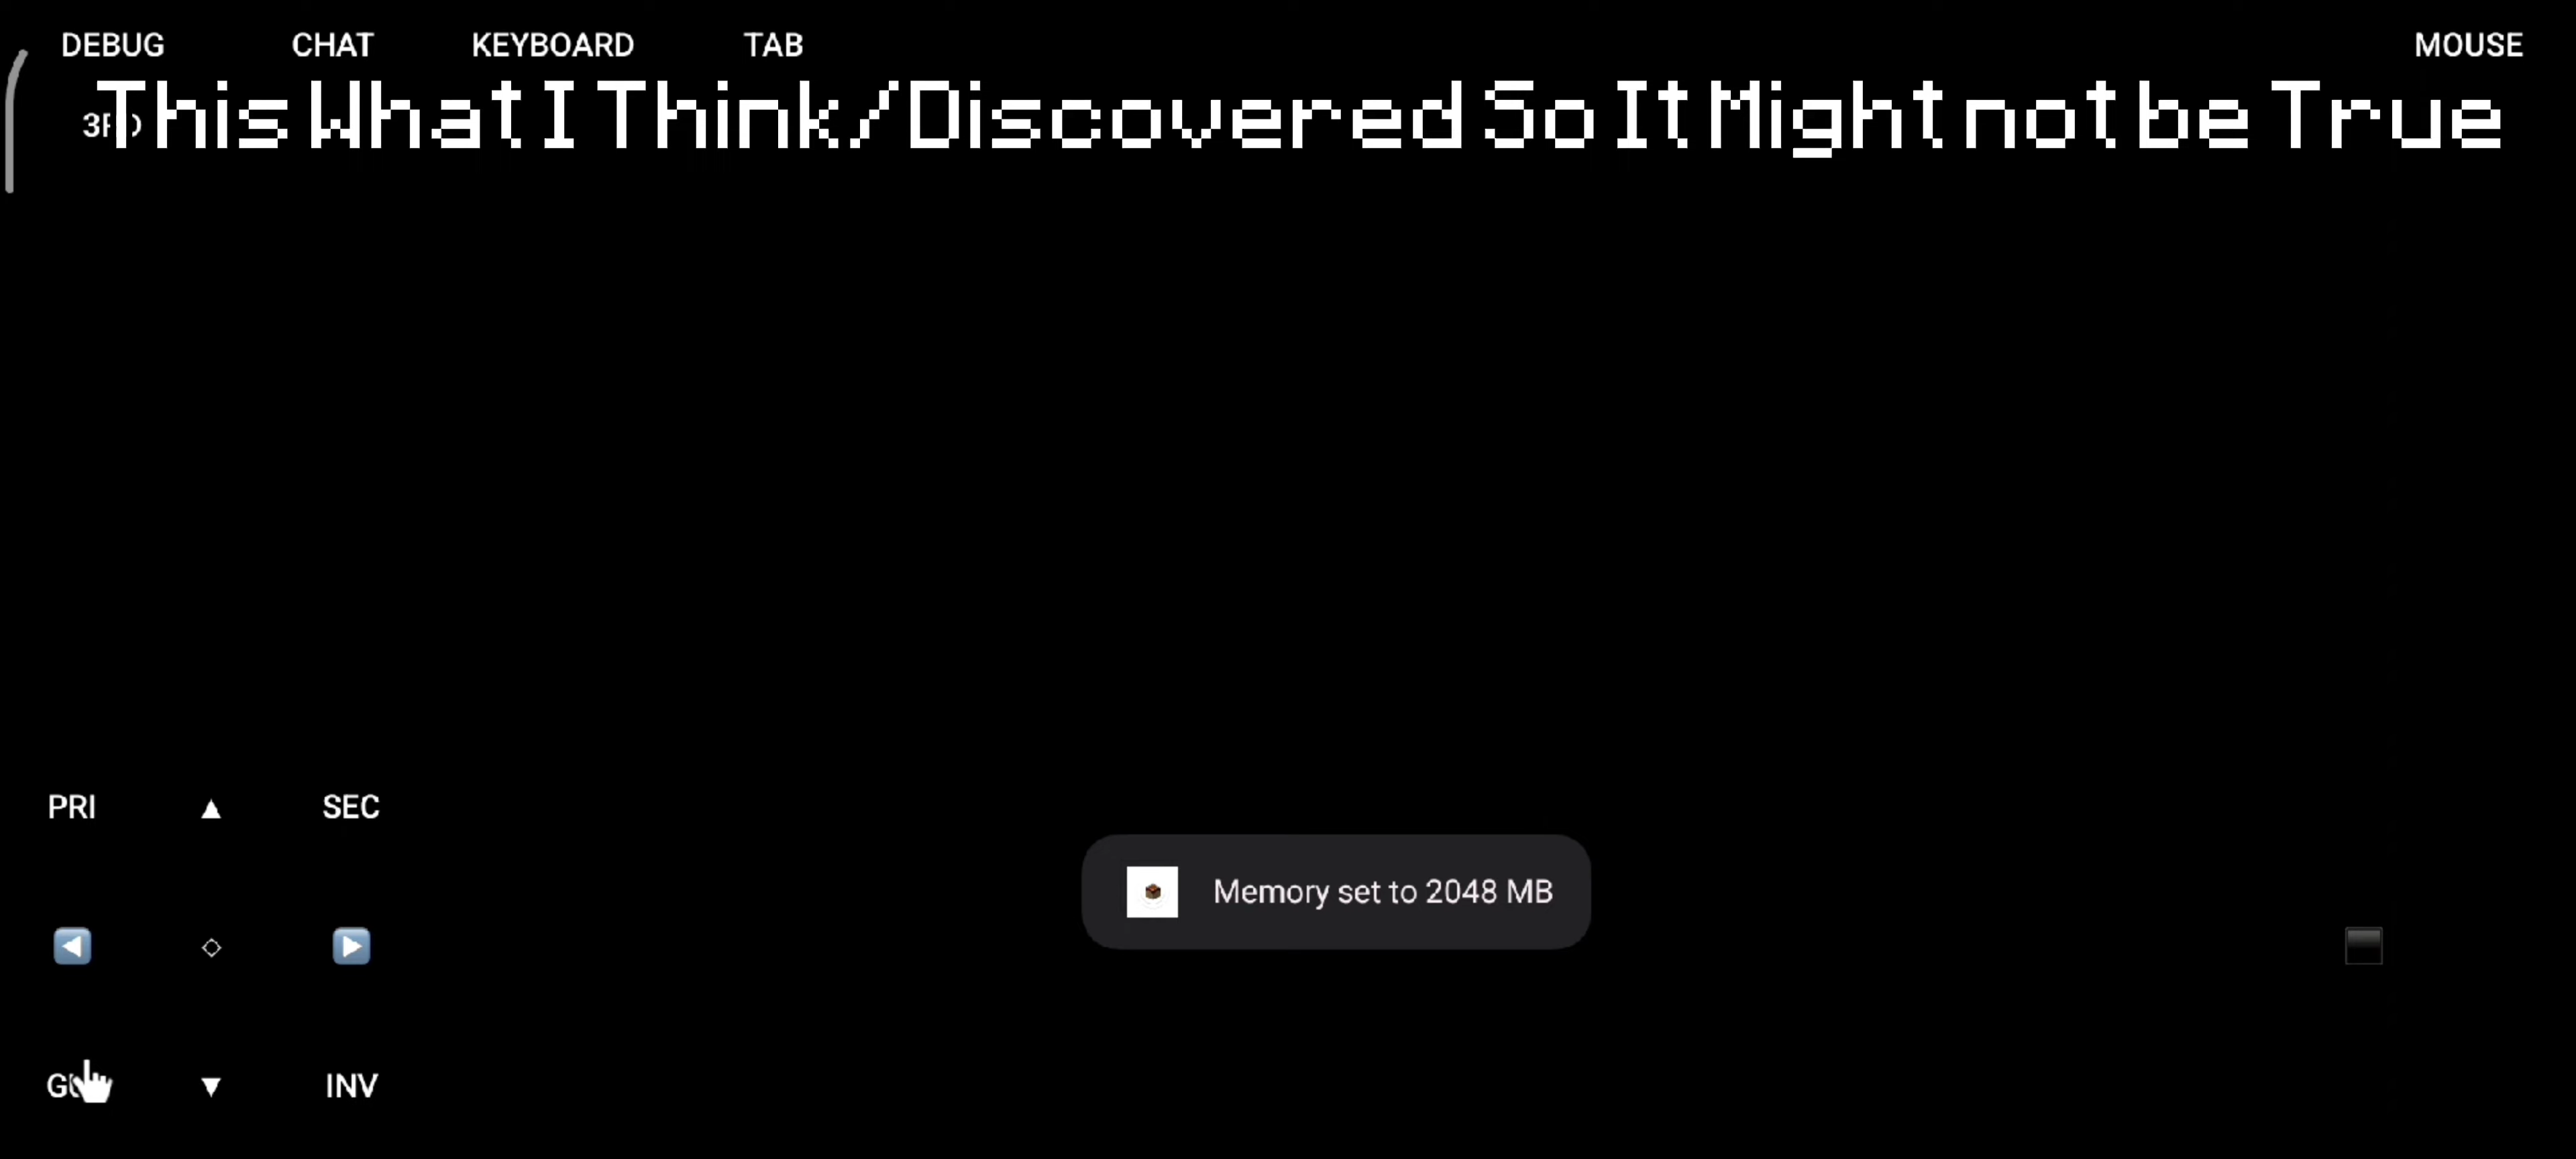 DEBUG CHAT KEYBOARD TAB MOUSE
This What I Think/Discovered So It Might not be True
PRI ▲ SEC
Memory set to 2048 MB
◀ ◇ ▶
▼ INV